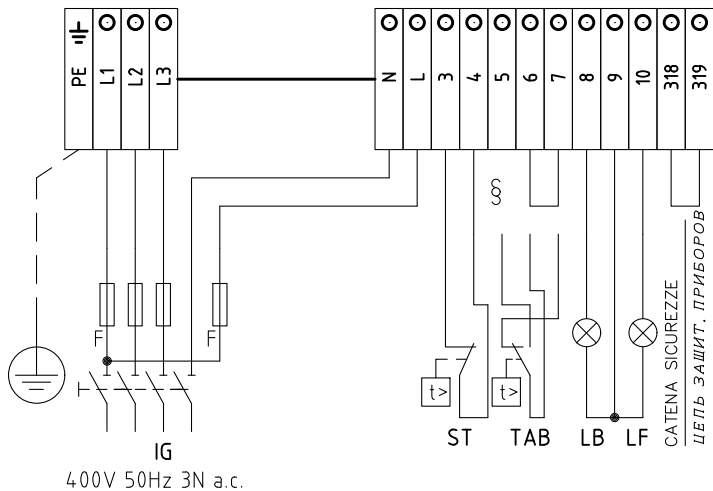 PE L1 L2 L3 N L 3 4 5 6 7 8 9 10 318 319
§
F F
t> t>
ST TAB LB LF
CATENA SICUREZZE
ЦЕПЬ ЗАЩИТ. ПРИБОРОВ
IG
400V 50Hz 3N a.c.